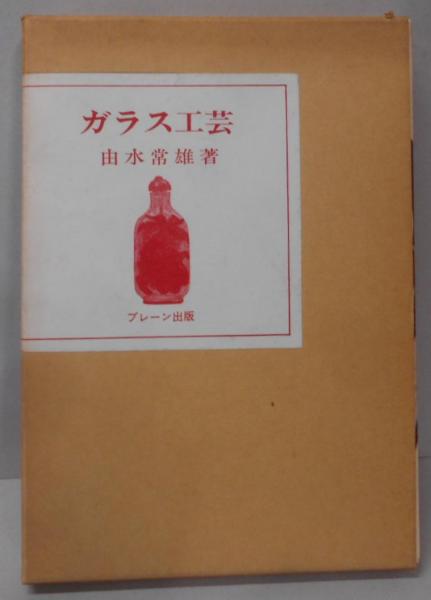 ガラス工芸
由水常雄著
ブレーン出版